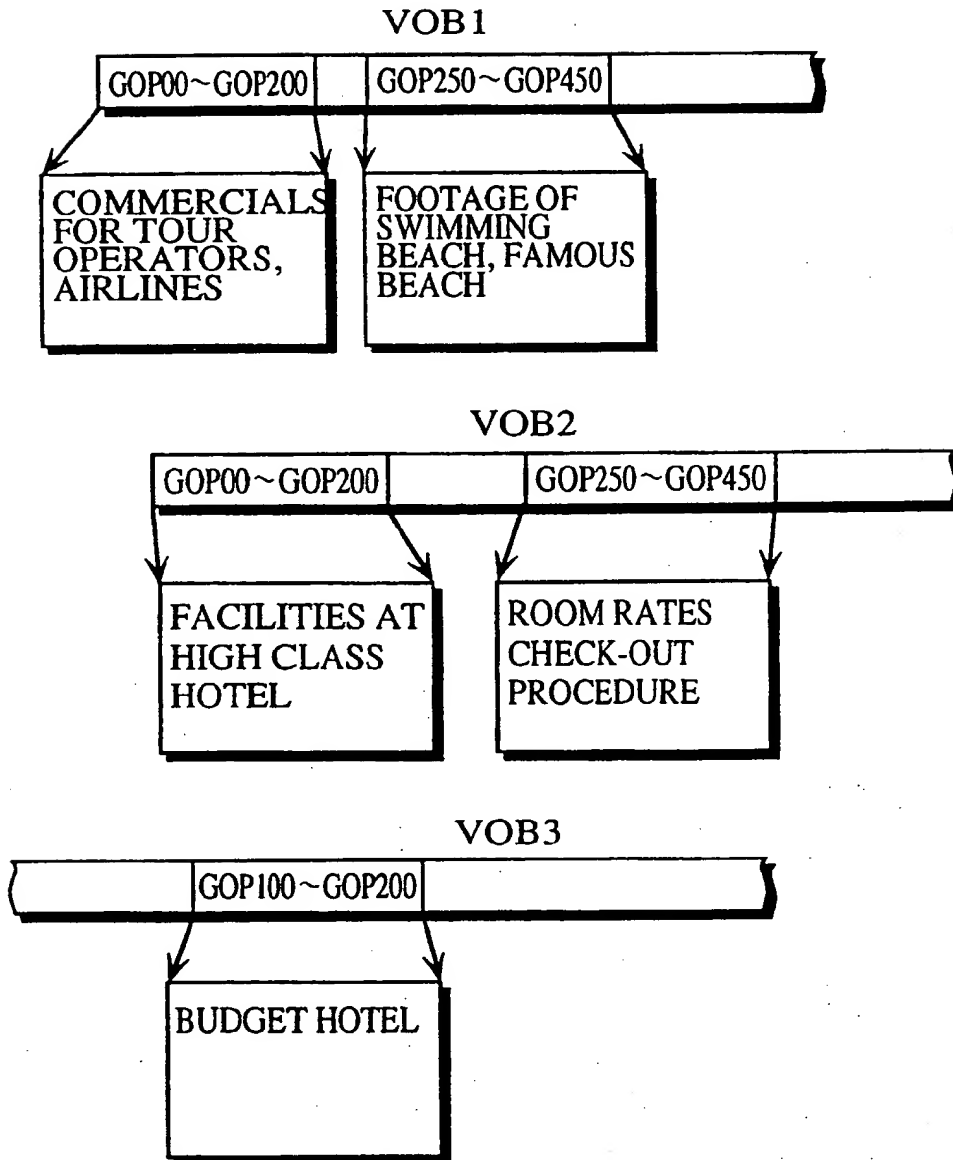 VOB1
GOP00~GOP200
GOP250~GOP450
COMMERCIALS
FOR TOUR
OPERATORS,
AIRLINES
FOOTAGE OF
SWIMMING
BEACH, FAMOUS
BEACH
VOB2
GOP00~GOP200
GOP250~GOP450
FACILITIES AT
HIGH CLASS
HOTEL
ROOM RATES
CHECK-OUT
PROCEDURE
VOB3
GOP100~GOP200
BUDGET HOTEL